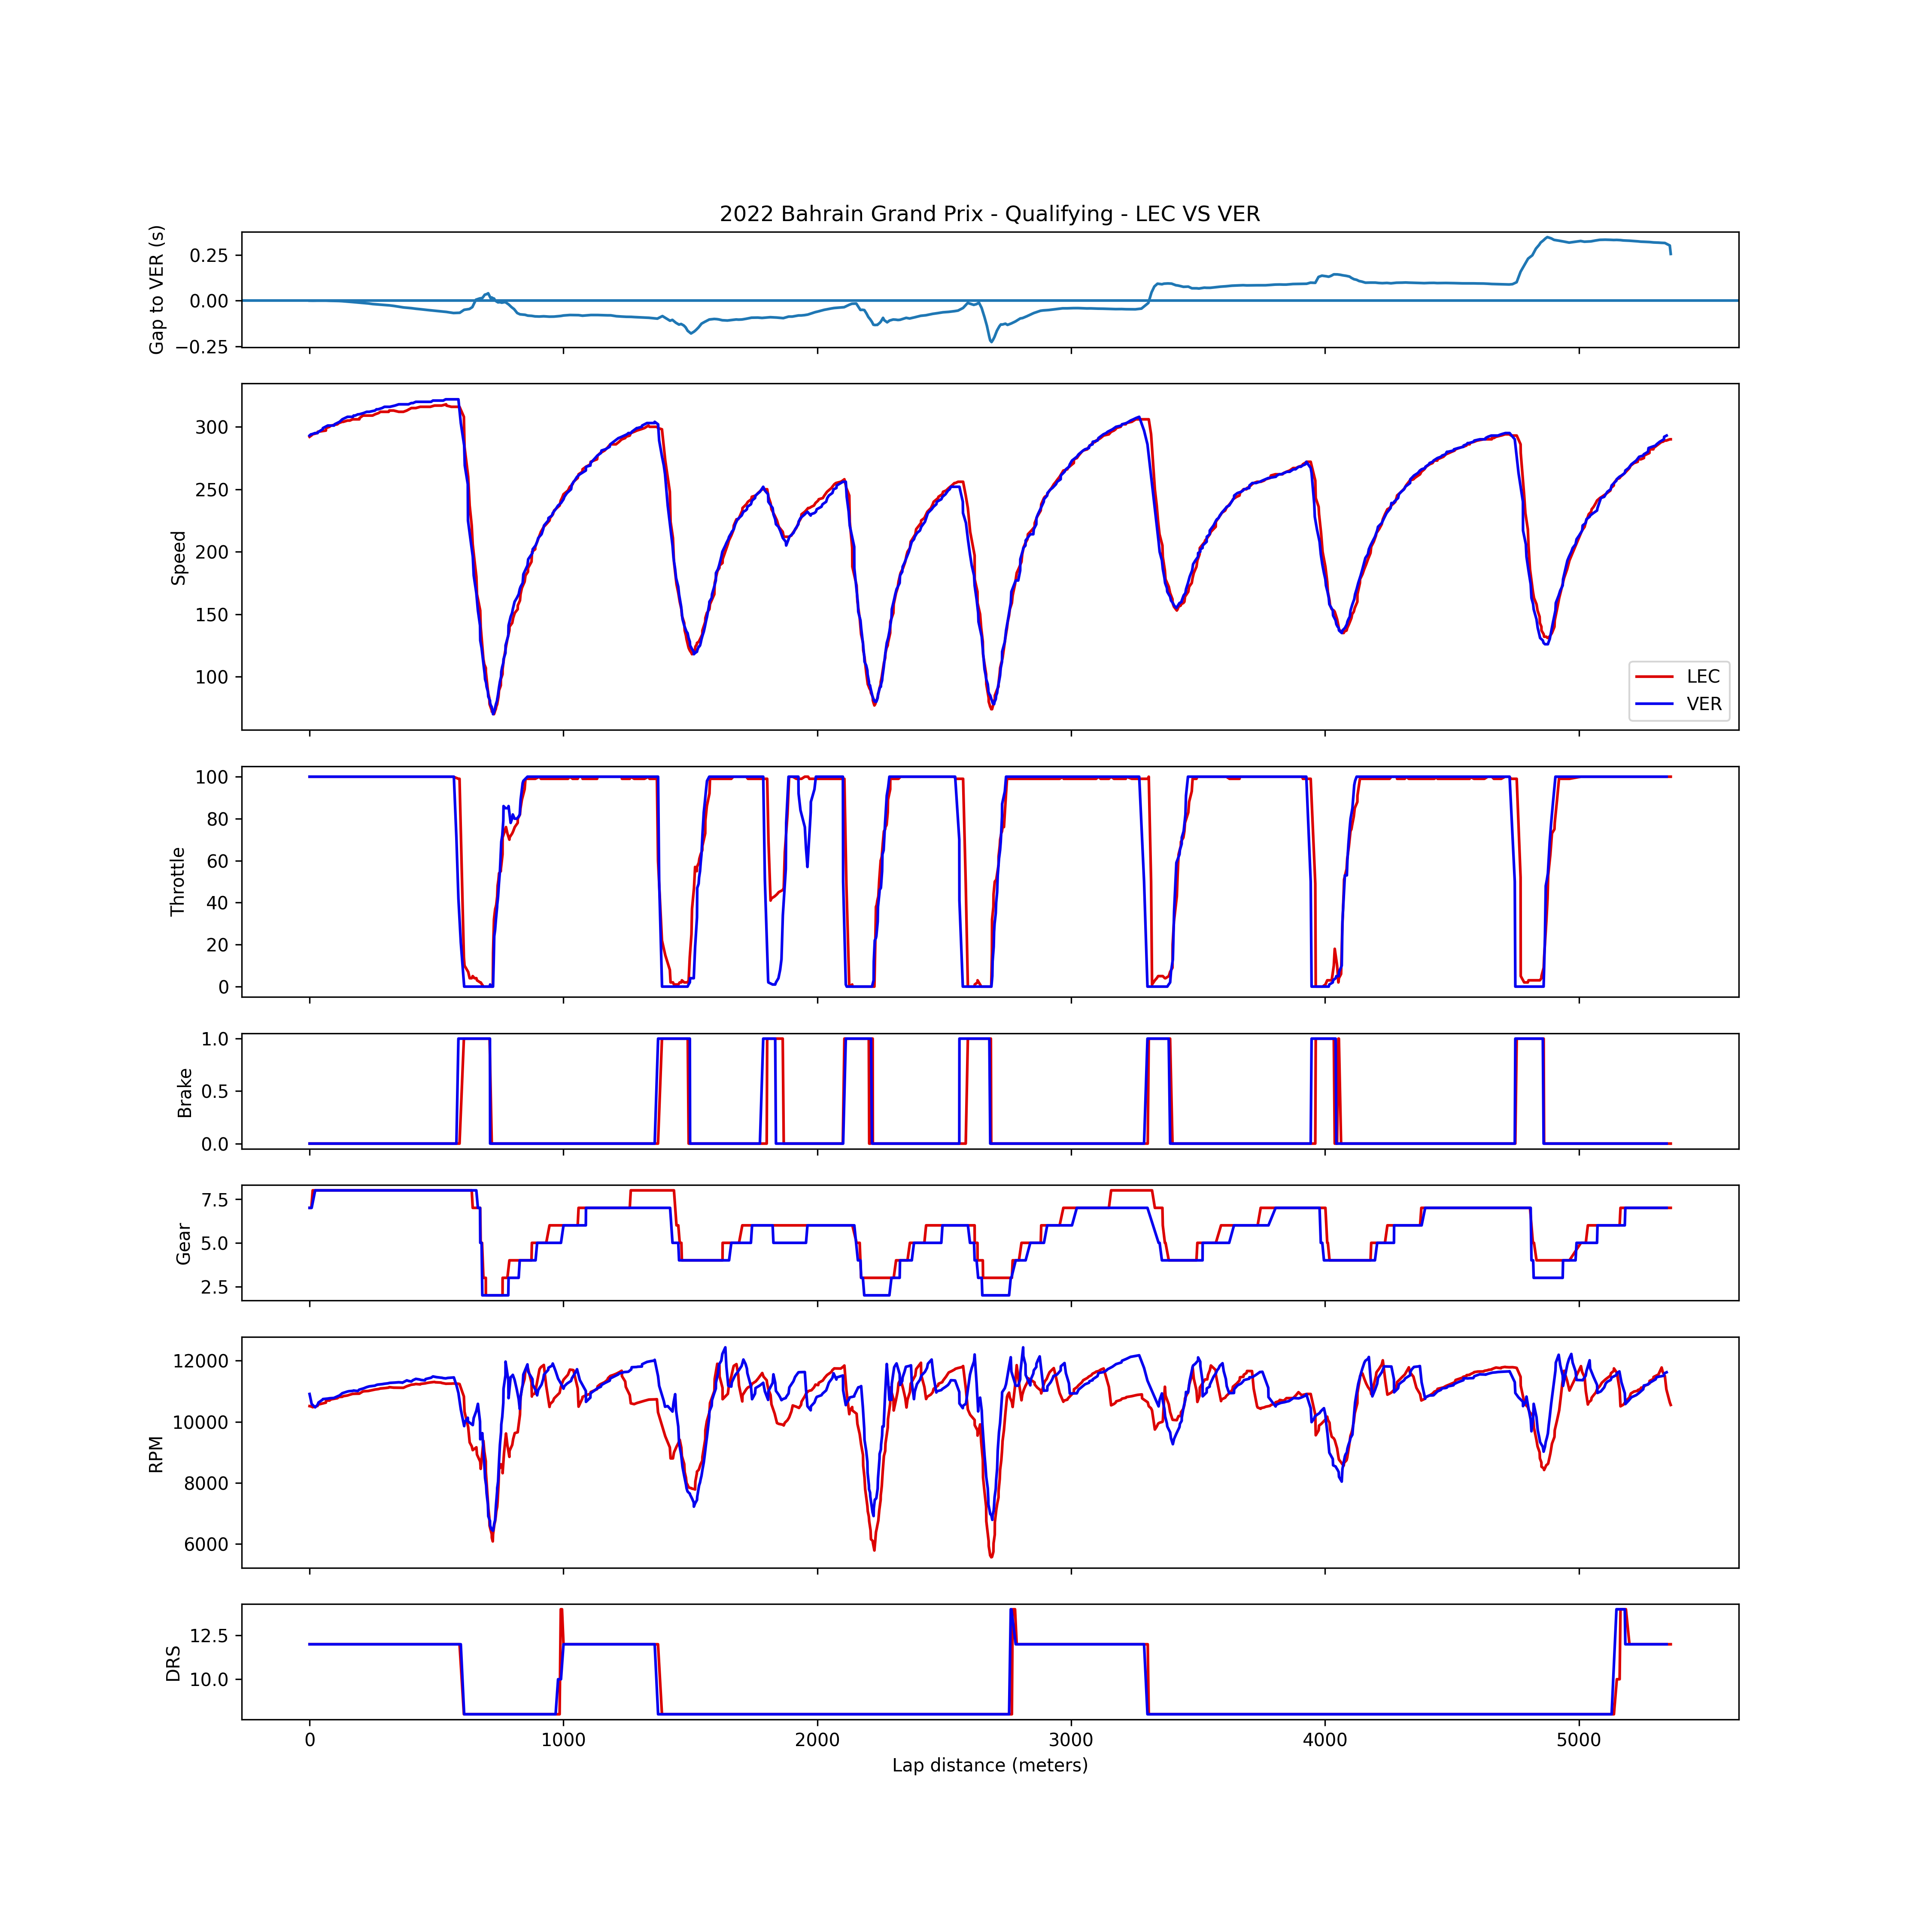 2022 Bahrain Grand Prix - Qualifying - LEC VS VER
Gap to VER (s)
0.25
0.00
−0.25
Speed
300
250
200
150
100
LEC
VER
Throttle
100
80
60
40
20
0
Brake
1.0
0.5
0.0
Gear
7.5
5.0
2.5
RPM
12000
10000
8000
6000
DRS
12.5
10.0
0 1000 2000 3000 4000 5000
Lap distance (meters)